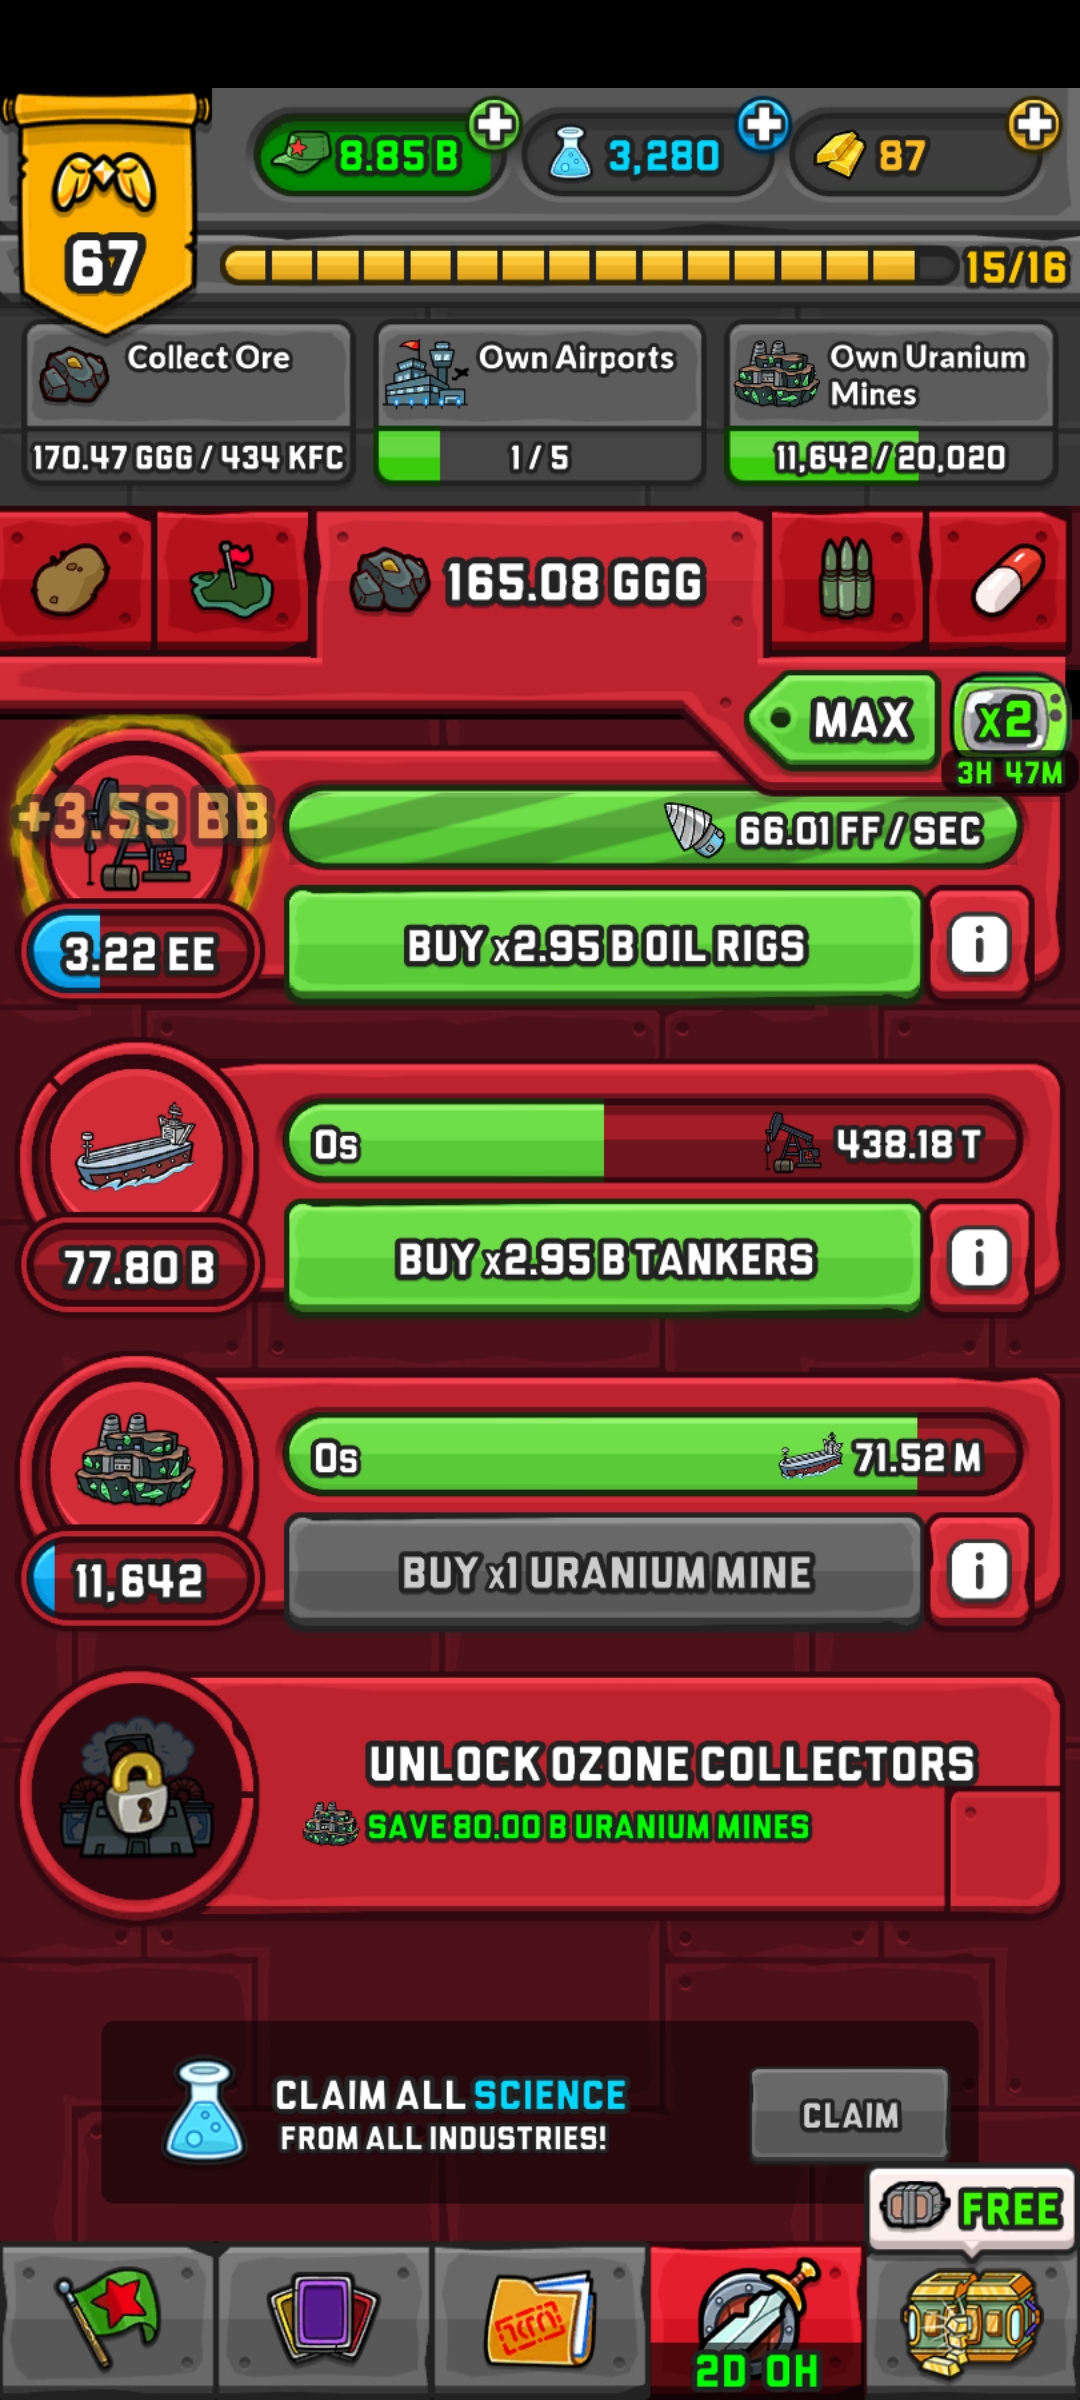 8.85 B
3,280
87
67
15/16
Collect Ore
170.47 GGG / 434 KFC
Own Airports
1 / 5
Own Uranium
Mines
11,642 / 20,020
165.08 GGG
MAX
x2
3H 47M
+3.59 BB
66.01 FF / SEC
3.22 EE
BUY x2.95 B OIL RIGS
i
0s
438.18 T
77.80 B
BUY x2.95 B TANKERS
i
0s
71.52 M
11,642
BUY x1 URANIUM MINE
i
UNLOCK OZONE COLLECTORS
SAVE 80.00 B URANIUM MINES
CLAIM ALL SCIENCE
FROM ALL INDUSTRIES!
CLAIM
FREE
2D 0H